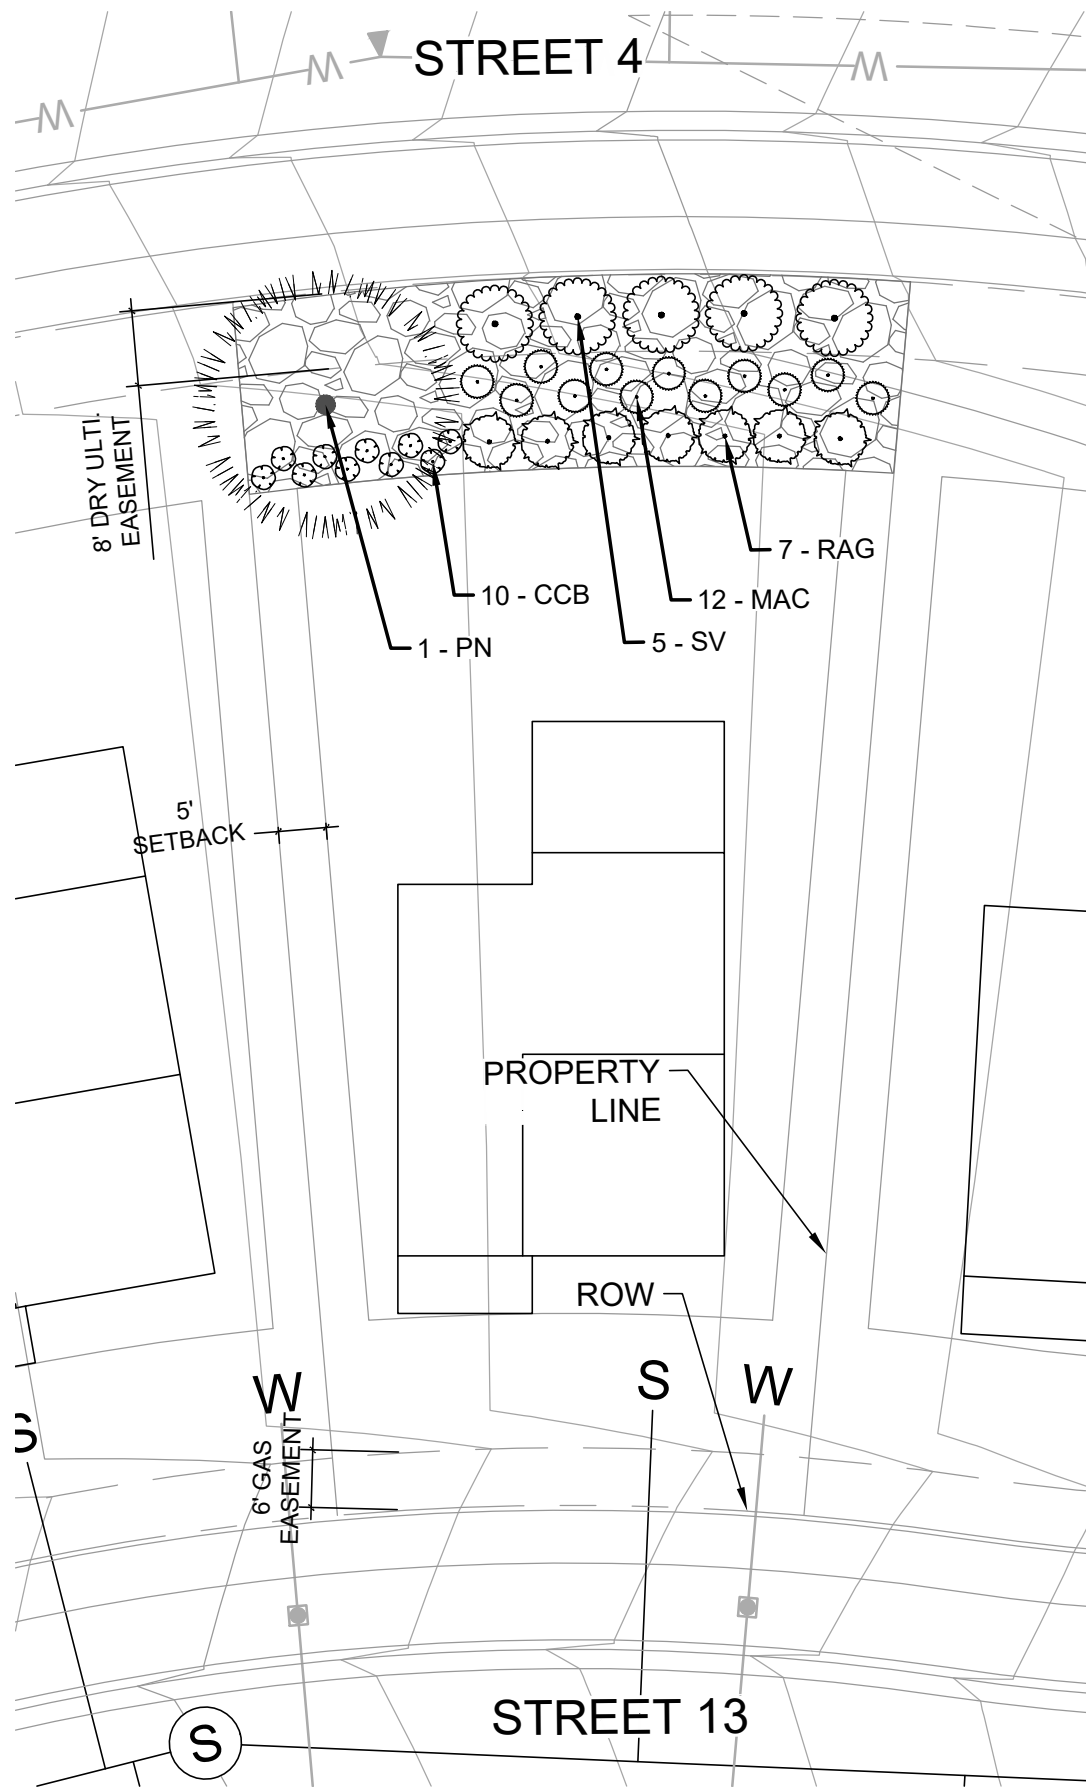 STREET 4
W
W
W
8' DRY ULTI.
EASEMENT
7 - RAG
10 - CCB
12 - MAC
5 - SV
1 - PN
5'
SETBACK
PROPERTY
LINE
ROW
W
S
W
S
6' GAS
EASEMENT
STREET 13
S